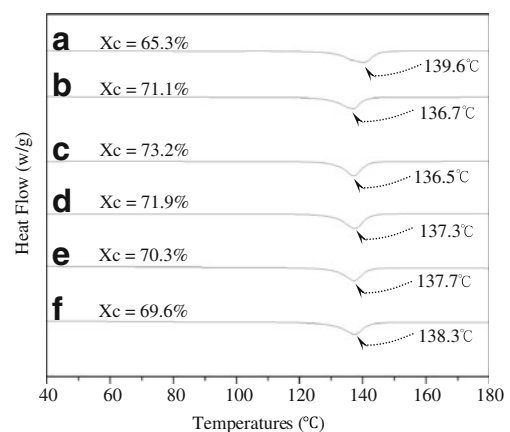 a Xc = 65.3%
139.6℃
b Xc = 71.1%
136.7℃
c Xc = 73.2%
136.5℃
d Xc = 71.9%
137.3℃
e Xc = 70.3%
137.7℃
f Xc = 69.6%
138.3℃
Heat Flow (w/g)
40 60 80 100 120 140 160 180
Temperatures (℃)